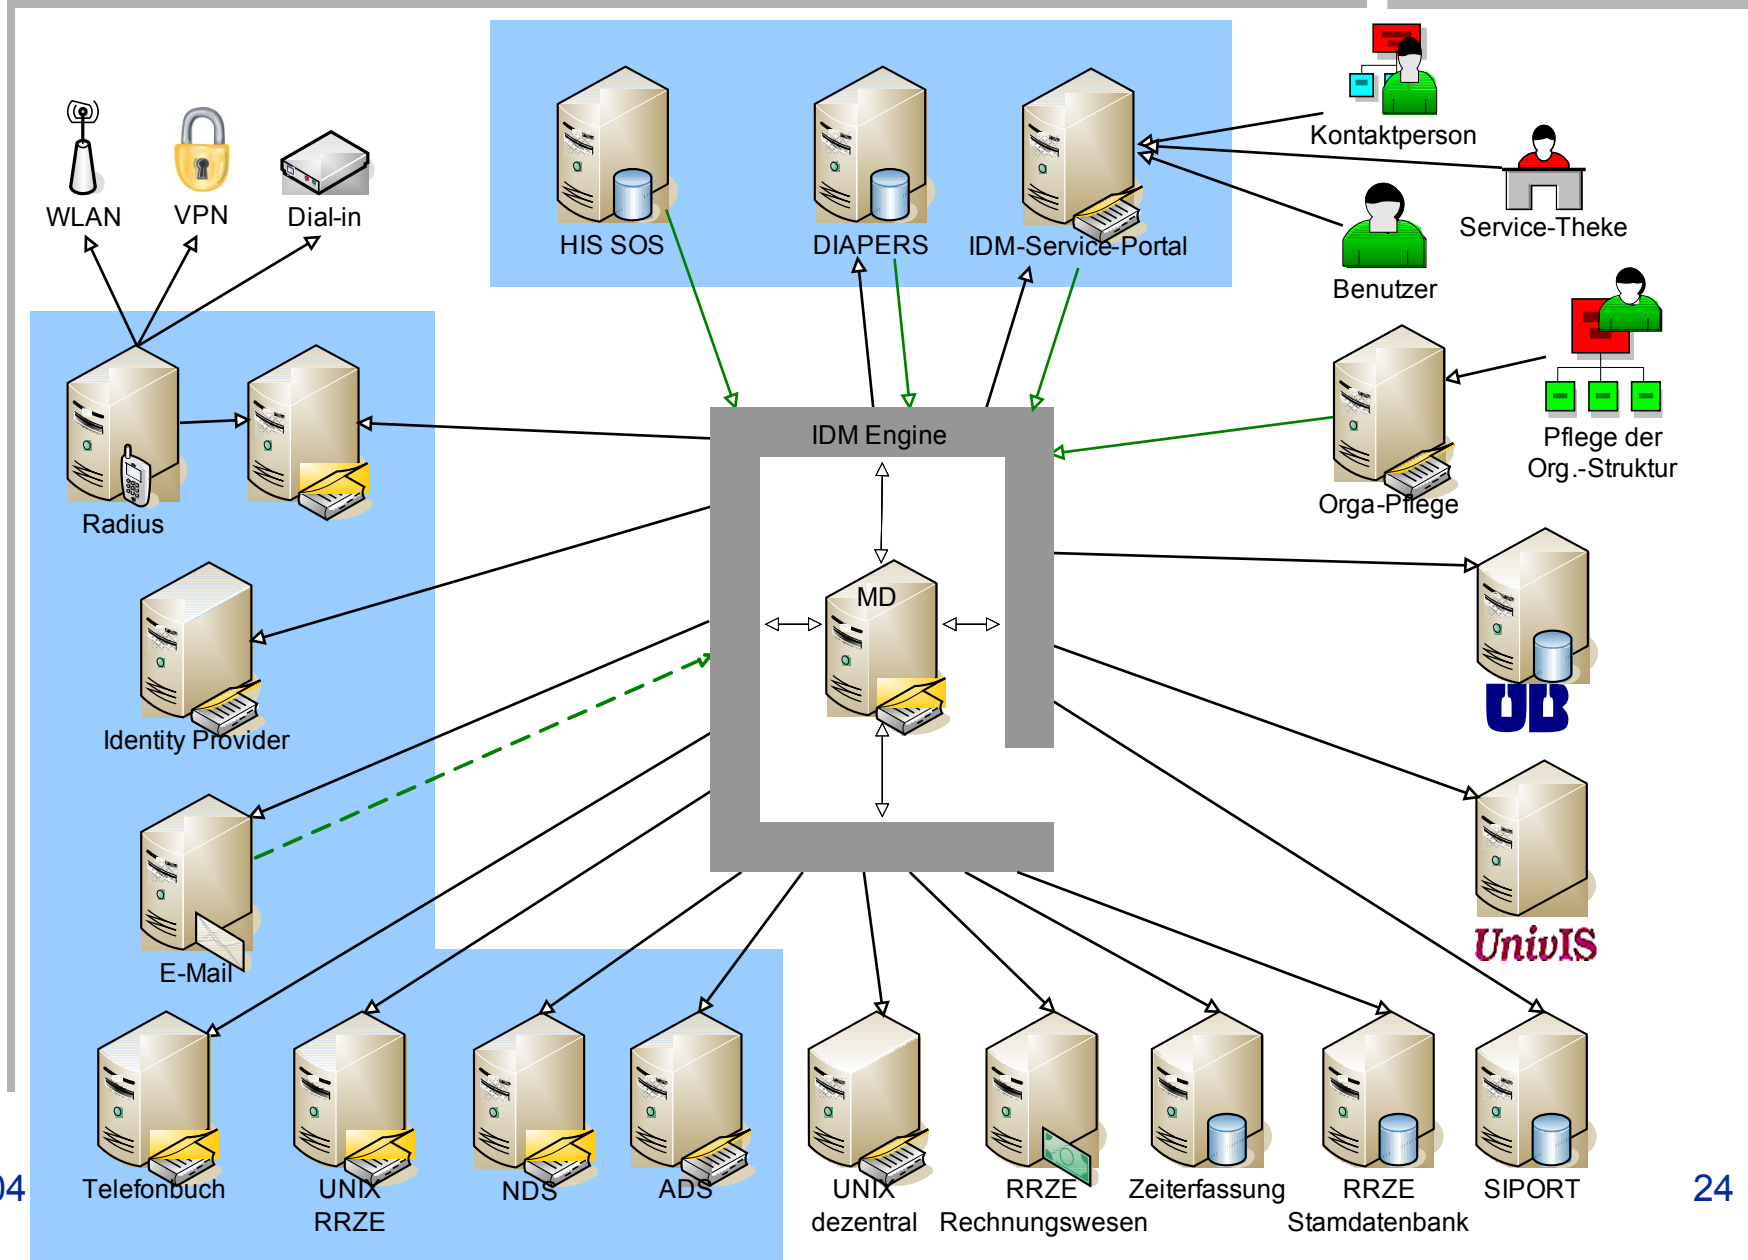 Kontaktperson
WLAN
VPN
Dial-in
HIS SOS
DIAPERS
IDM-Service-Portal
Service-Theke
Benutzer
IDM Engine
Pflege der
Org.-Struktur
Orga-Pflege
Radius
MD
UB
Identity Provider
UnivIS
E-Mail
04
Telefonbuch
UNIX
RRZE
NDS
ADS
UNIX
dezentral
RRZE
Rechnungswesen
Zeiterfassung
RRZE
Stamdatenbank
SIPORT
24